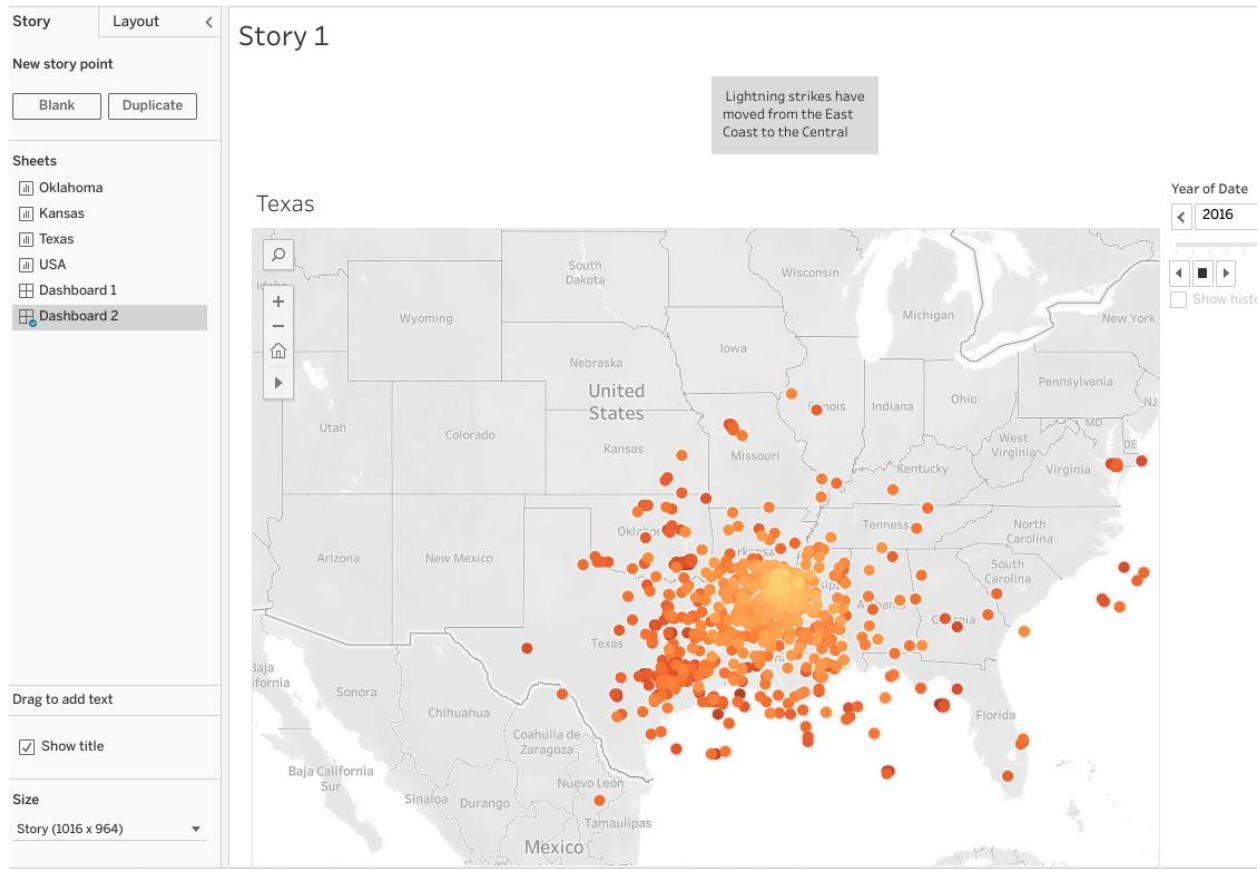 Story
Layout
New story point
Blank
Duplicate
Sheets
Oklahoma
Kansas
Texas
USA
Dashboard 1
Dashboard 2
Drag to add text
Show title
Size
Story (1016 x 964)
Story 1
Lightning strikes have
moved from the East
Coast to the Central
Texas
Year of Date
2016
Show histo
South
Dakota
Wisconsin
Idaho
Wyoming
Michigan
New York
Iowa
Nebraska
United
States
Pennsylvania
NJ
Ohio
Indiana
Utah
Colorado
MD
DE
West
Virginia
Virginia
Kansas
Missouri
Kentucky
Tenness
North
Carolina
South
Carolina
Arizona
New Mexico
Texas
Florida
Baja
ifornia
Sonora
Chihuahua
Coahuila de
Zaragoza
Baja California
Sur
Nuevo León
Sinaloa
Durango
Tamaulipas
Mexico